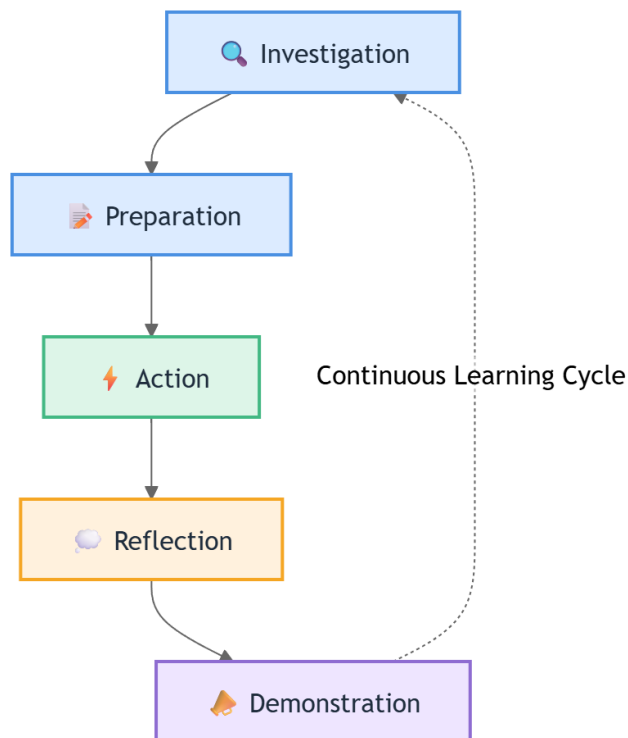 Investigation
Preparation
Action
Continuous Learning Cycle
Reflection
Demonstration